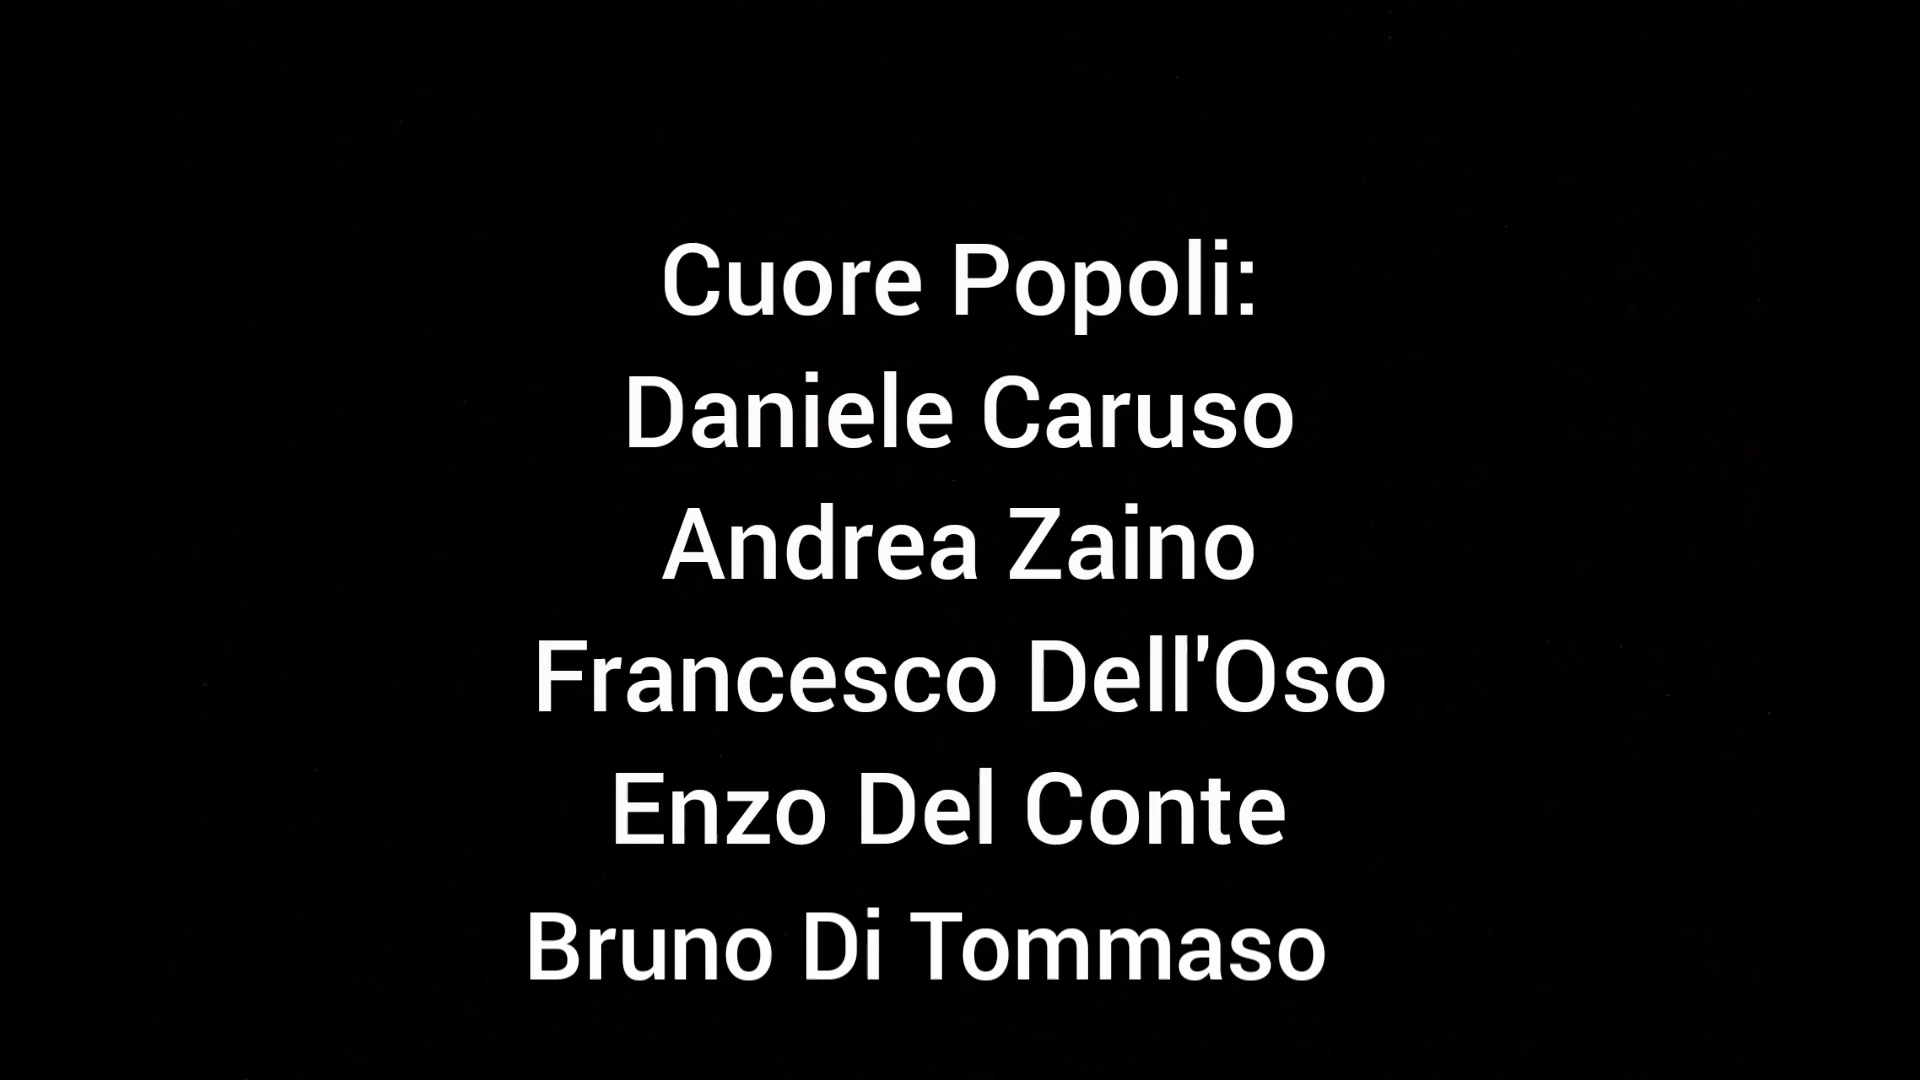 Cuore Popoli:
Daniele Caruso
Andrea Zaino
Francesco Dell'Oso
Enzo Del Conte
Bruno Di Tommaso